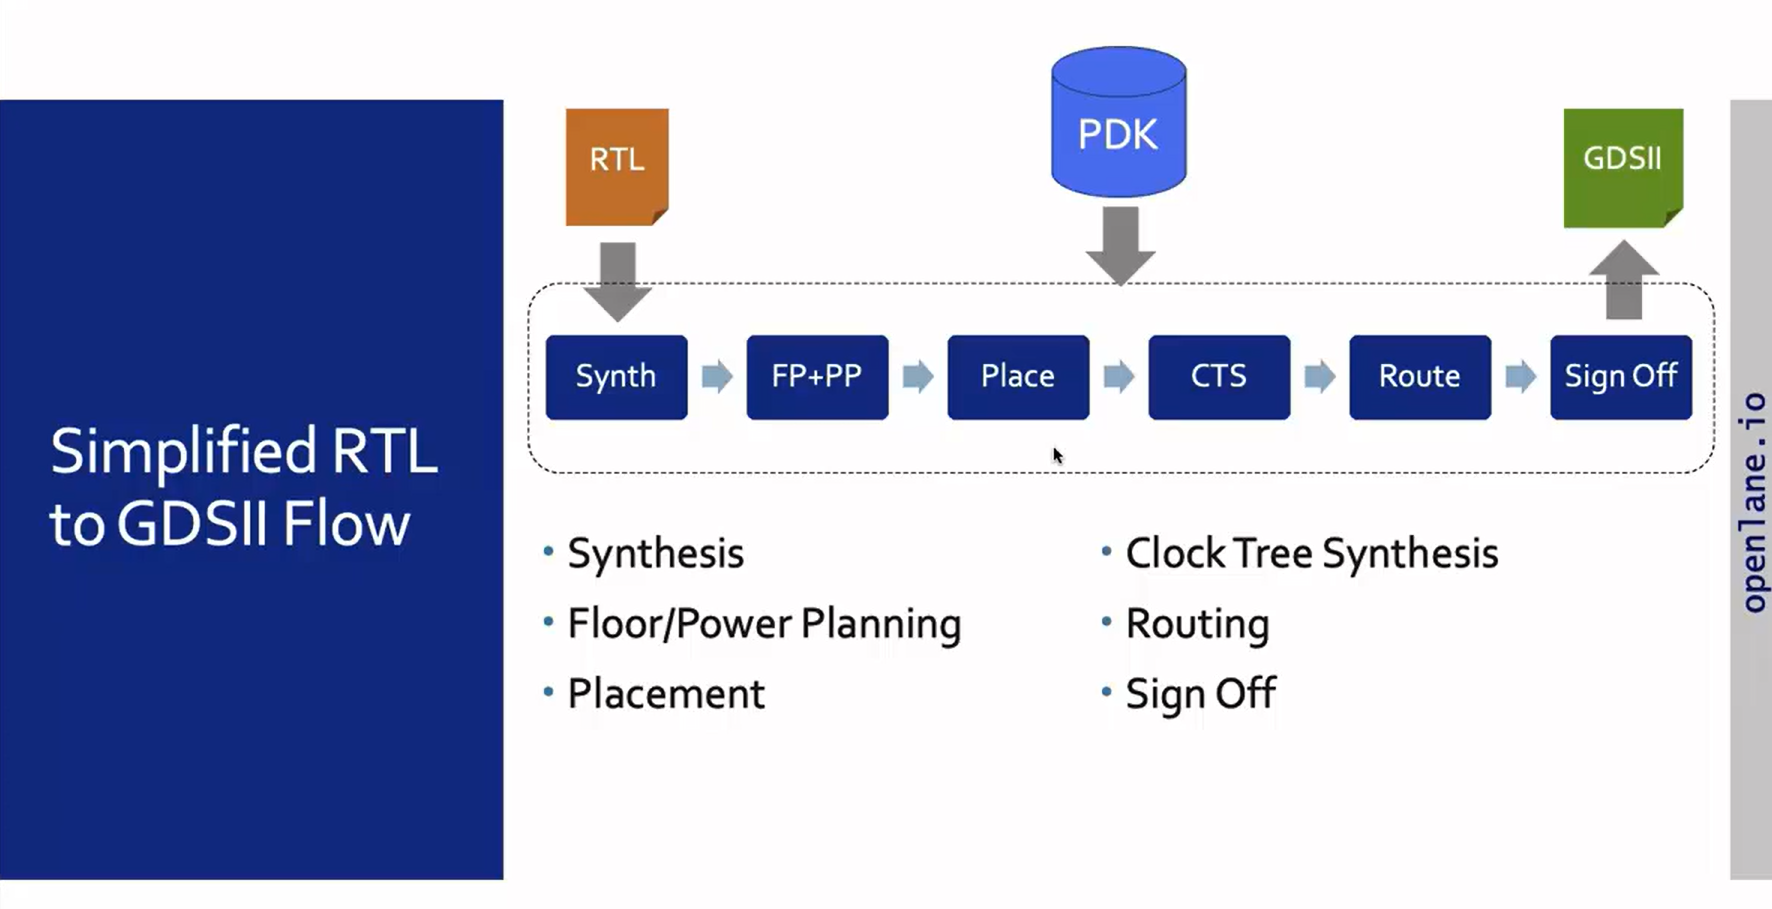 Simplified RTL
to GDSII Flow
RTL
PDK
GDSII
Synth
FP+PP
Place
CTS
Route
Sign Off
• Synthesis
• Floor/Power Planning
• Placement
• Clock Tree Synthesis
• Routing
• Sign Off
openlane.io